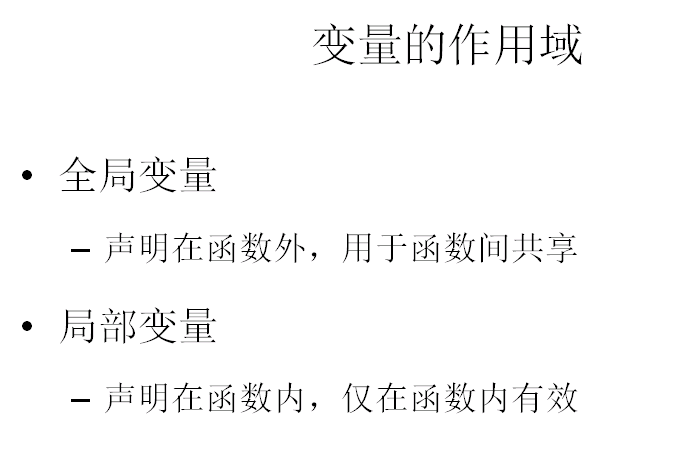 变量的作用域
• 全局变量
– 声明在函数外，用于函数间共享
• 局部变量
– 声明在函数内，仅在函数内有效